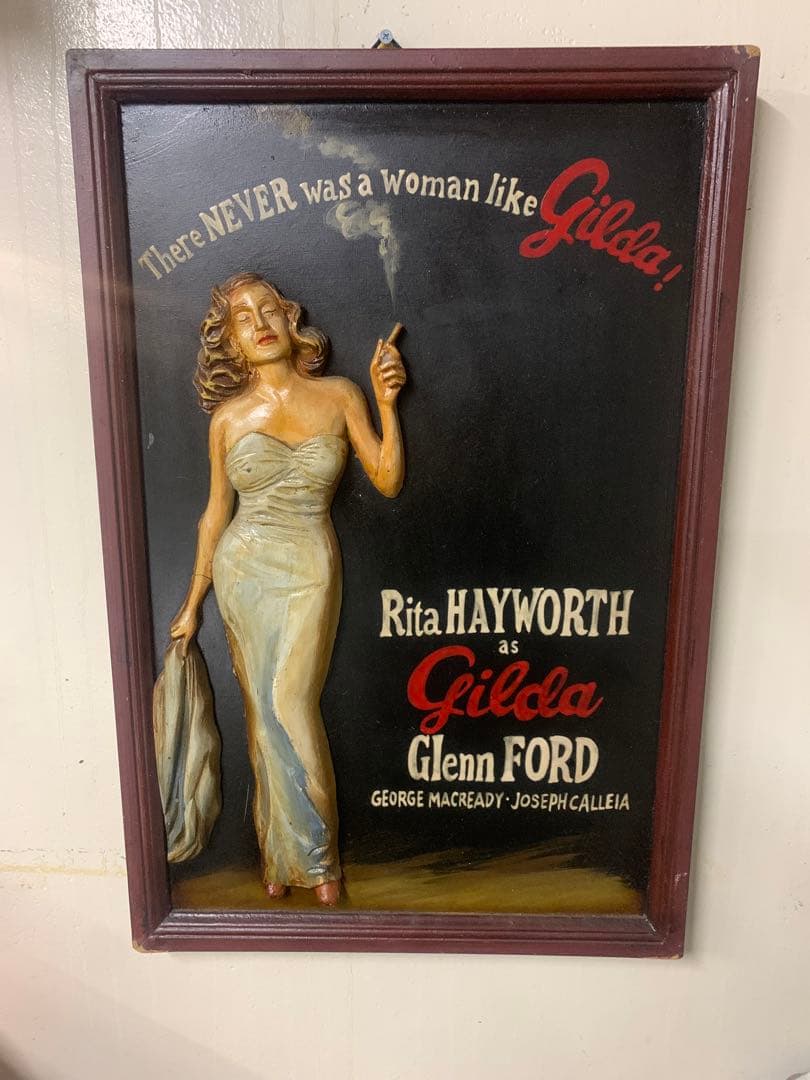 There NEVER was a woman like Gilda!
Rita HAYWORTH
as
Gilda
Glenn FORD
GEORGE MACREADY · JOSEPH CALLEIA